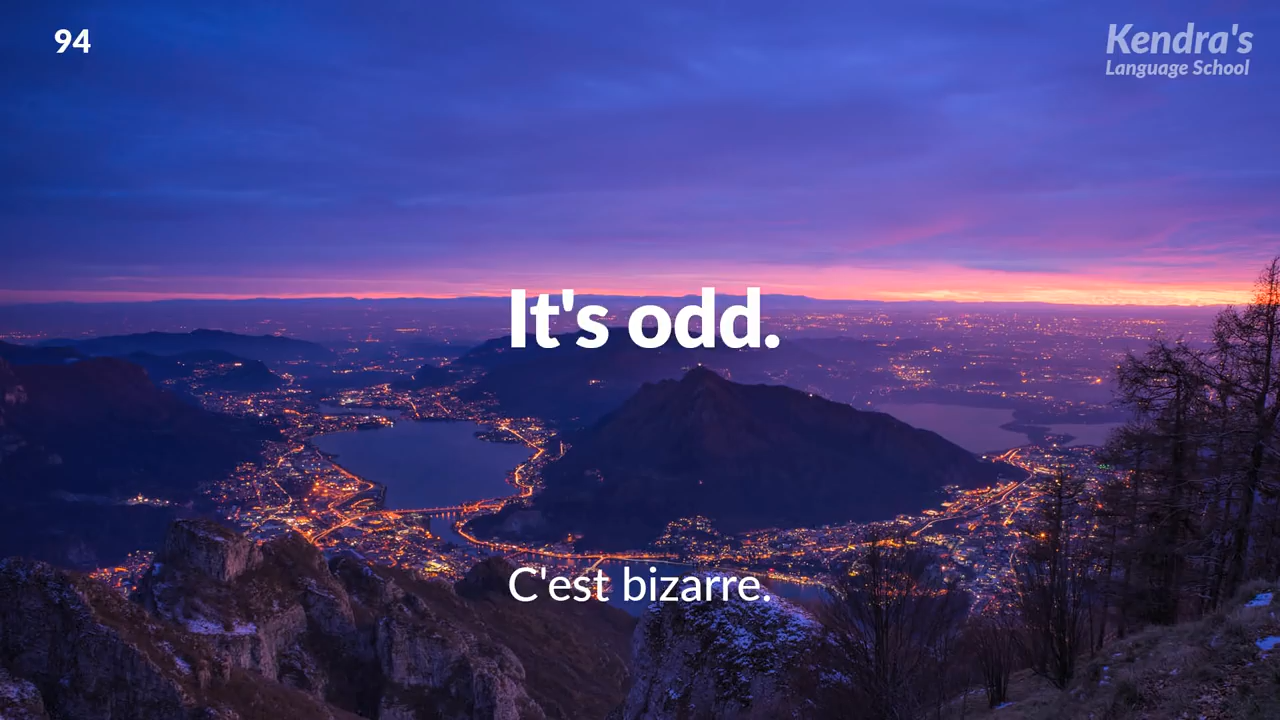 94
Kendra's
Language School
It's odd.
C'est bizarre.